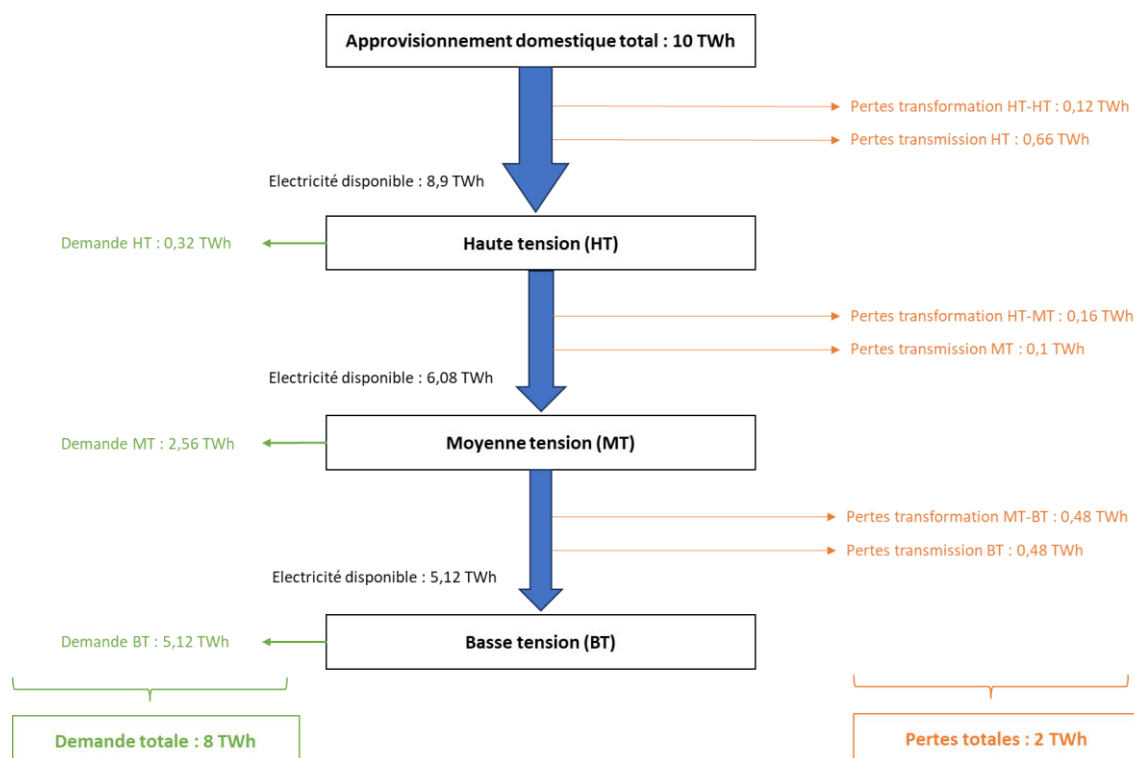 Approvisionnement domestique total : 10 TWh
Pertes transformation HT-HT : 0,12 TWh
Pertes transmission HT : 0,66 TWh
Electricité disponible : 8,9 TWh
Demande HT : 0,32 TWh
Haute tension (HT)
Pertes transformation HT-MT : 0,16 TWh
Pertes transmission MT : 0,1 TWh
Electricité disponible : 6,08 TWh
Demande MT : 2,56 TWh
Moyenne tension (MT)
Pertes transformation MT-BT : 0,48 TWh
Pertes transmission BT : 0,48 TWh
Electricité disponible : 5,12 TWh
Demande BT : 5,12 TWh
Basse tension (BT)
Demande totale : 8 TWh
Pertes totales : 2 TWh